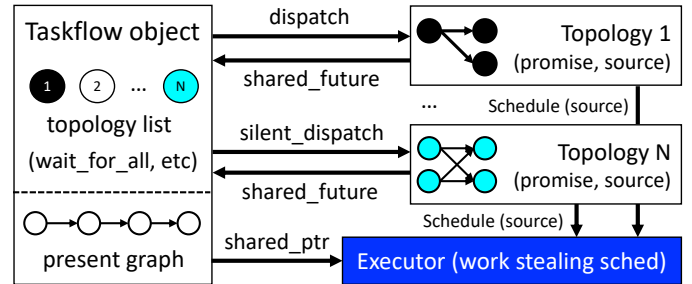 Taskflow object
1
2
...
N
topology list
(wait_for_all, etc)
present graph
dispatch
shared_future
silent_dispatch
shared_future
shared_ptr
Topology 1
(promise, source)
...
Schedule (source)
Topology N
(promise, source)
Schedule (source)
Executor (work stealing sched)